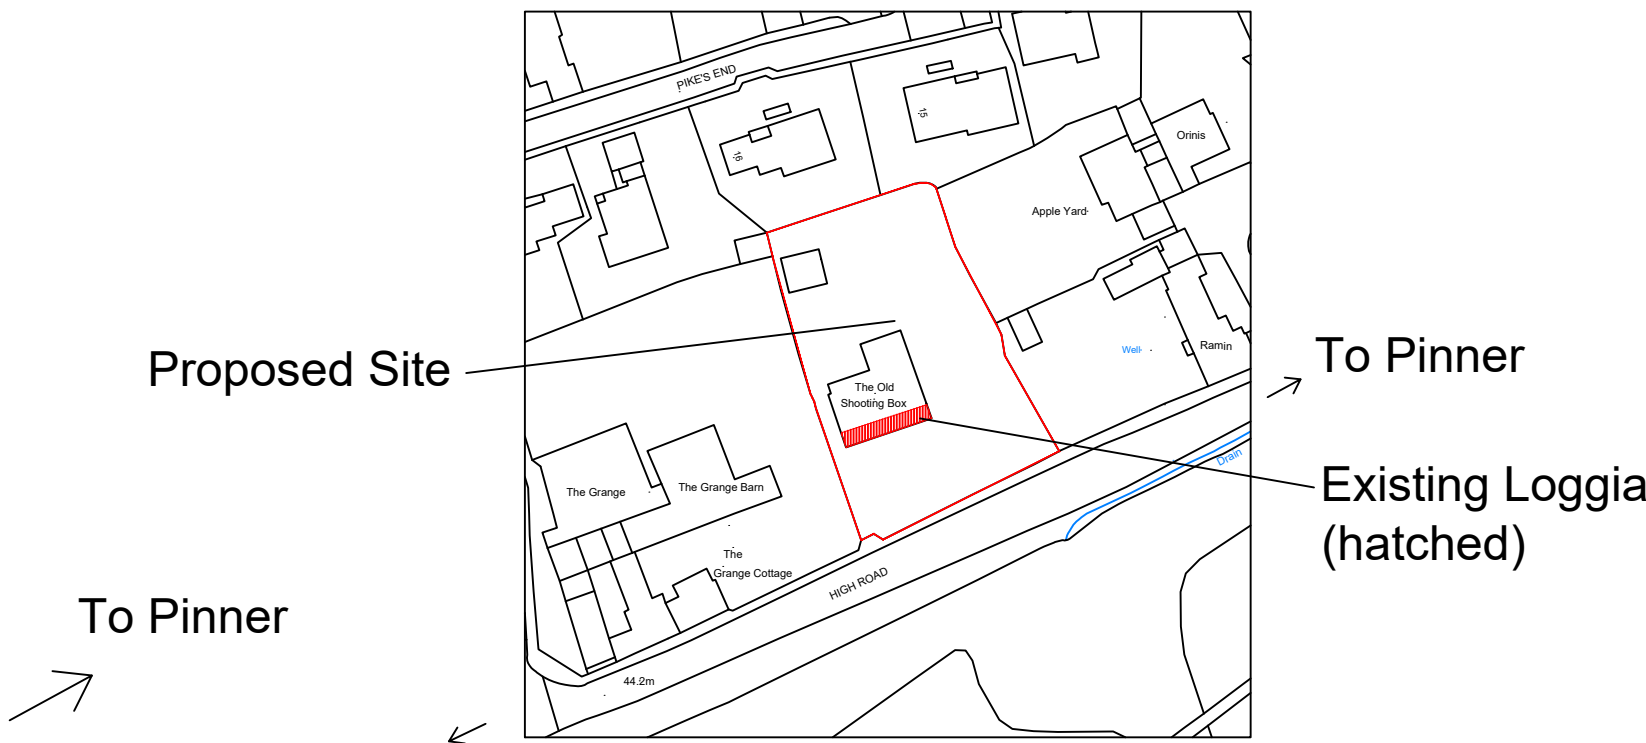 PIKE'S END
15
16
Orinis
Apple Yard
Proposed Site
To Pinner
Well
Ramin
The Old
Shooting Box
Drain
Existing Loggia
(hatched)
The Grange
The Grange Barn
The
Grange Cottage
HIGH ROAD
To Pinner
44.2m